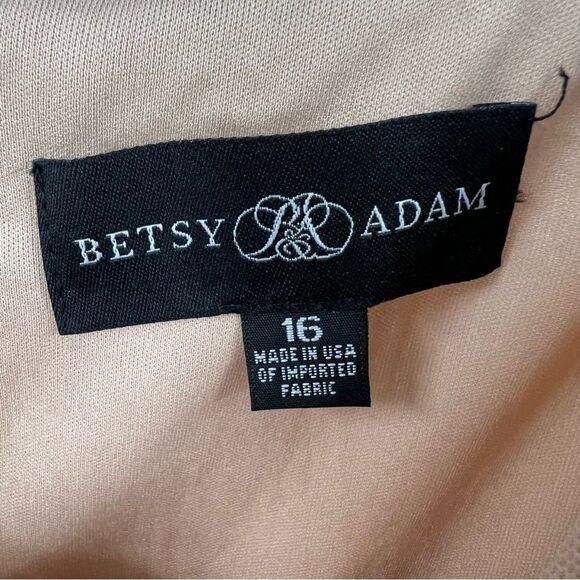 BETSY B&A ADAM
16
MADE IN USA
OF IMPORTED
FABRIC